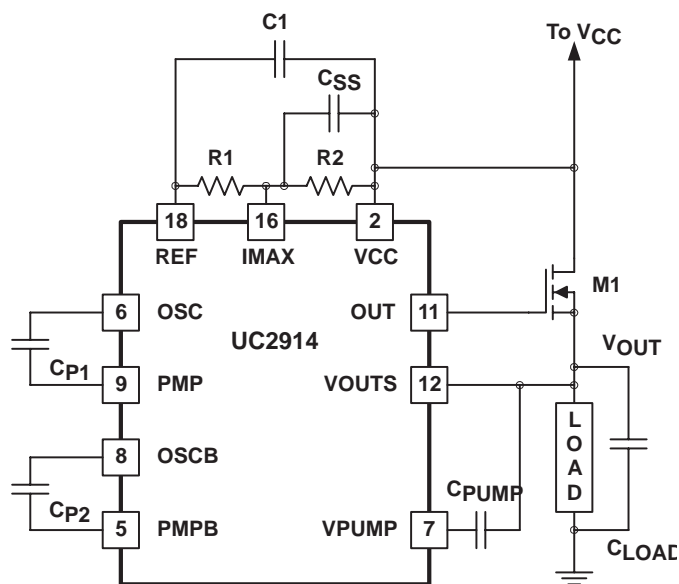 C1
To VCC
CSS
R1
R2
18
16
2
REF
IMAX
VCC
M1
6
OSC
OUT
11
UC2914
VOUT
CP1
9
PMP
VOUTS
12
8
OSCB
LOAD
CPUMP
CP2
5
PMPB
VPUMP
7
CLOAD